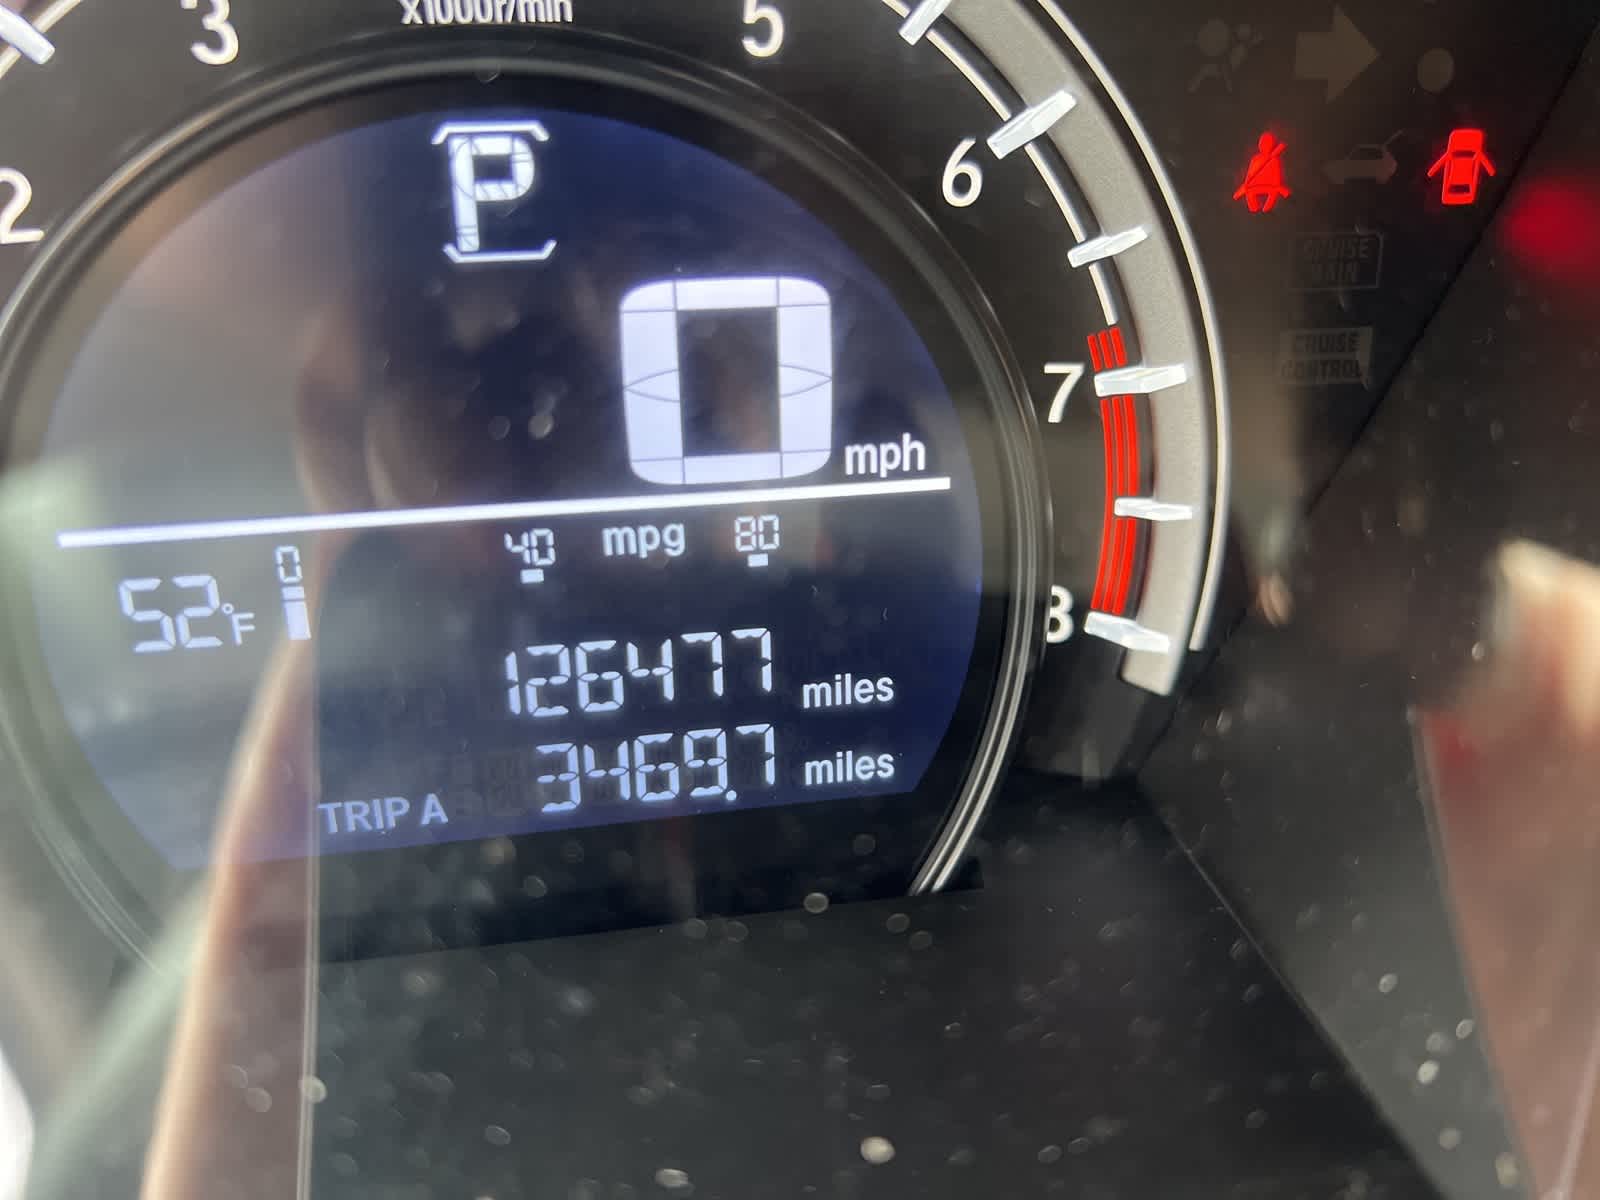 x1000r/min
2
3
5
6
7
8
P
0 mph
CRUISE
MAIN
CRUISE
CONTROL
0 40 mpg 80
52°F
126477 miles
TRIP A 3469.7 miles